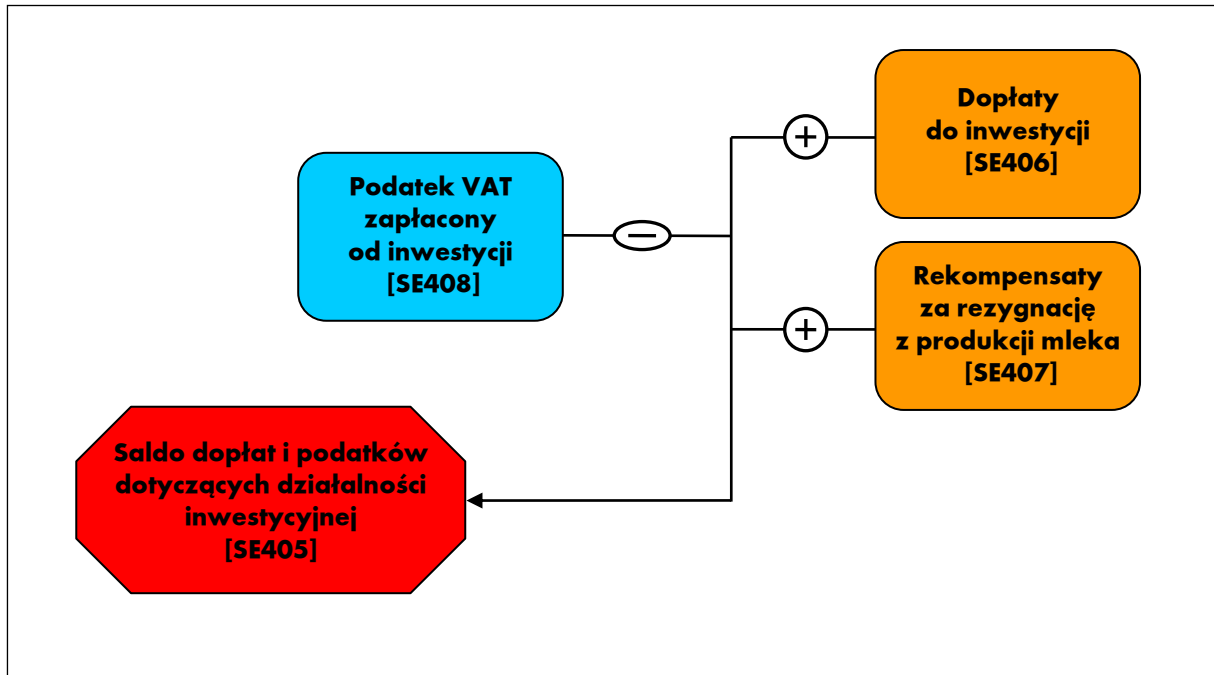 Dopłaty
do inwestycji
[SE406]
+
Podatek VAT
zapłacony
od inwestycji
[SE408]
−
Rekompensaty
za rezygnację
z produkcji mleka
[SE407]
+
Saldo dopłat i podatków
dotyczących działalności
inwestycyjnej
[SE405]